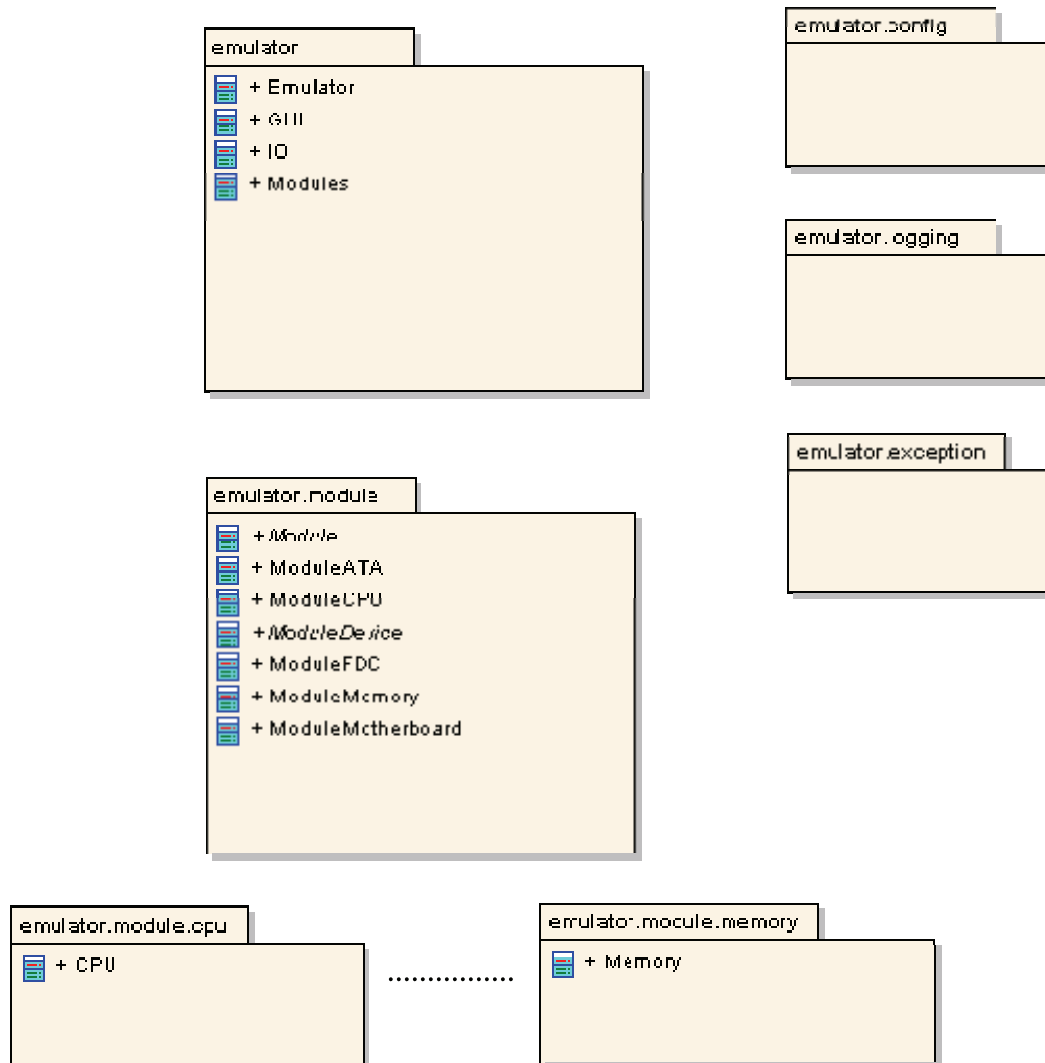 emulator
+ Emulator
+ GUI
+ IO
+ Modules
emulator.config
emulator.logging
emulator.exception
emulator.module
+ Module
+ ModuleATA
+ ModuleCPU
+ ModuleDevice
+ ModuleFDC
+ ModuleMemory
+ ModuleMotherboard
emulator.module.cpu
+ CPU
...............
emulator.module.memory
+ Memory